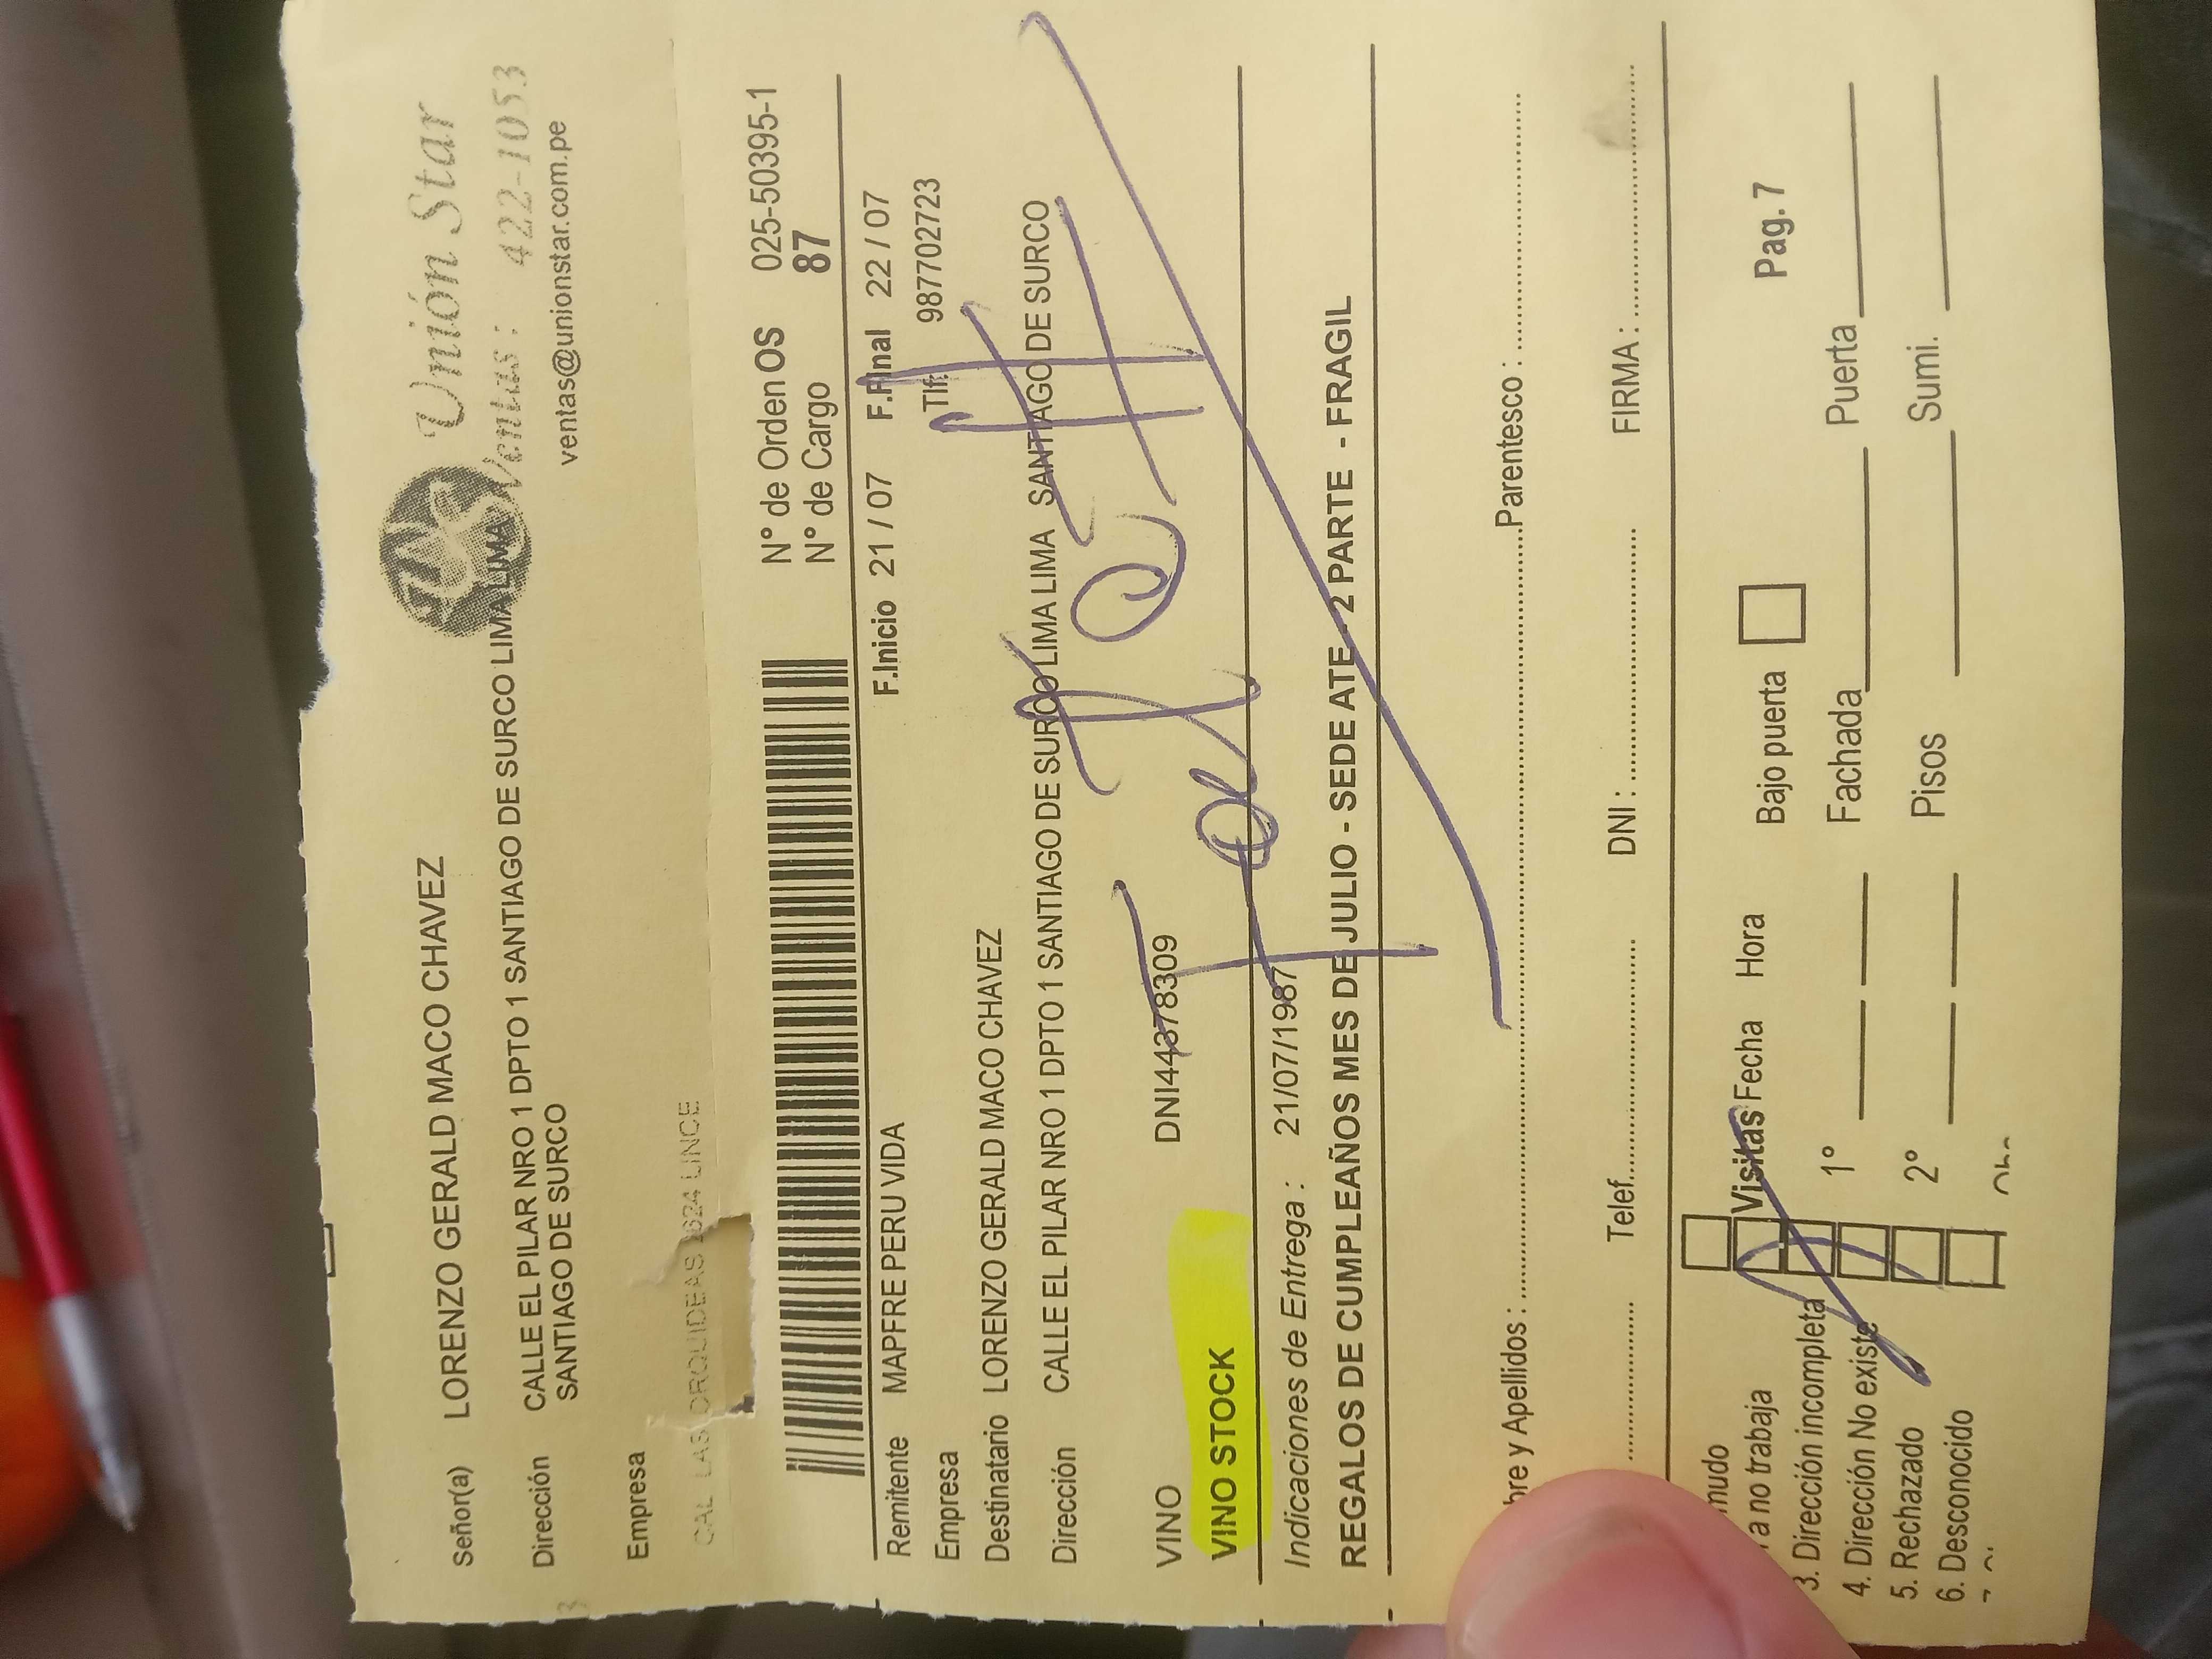 Unión Star
Ventas : 422-1053
ventas@unionstar.com.pe
Señor(a) LORENZO GERALD MACO CHAVEZ
Dirección CALLE EL PILAR NRO 1 DPTO 1 SANTIAGO DE SURCO LIMA LIMA
SANTIAGO DE SURCO
Empresa
CAL LAS ORQUIDEAS 2624 LINCE
N° de Orden OS 025-50395-1
N° de Cargo 87
F.Inicio 21 / 07 F.Final 22 / 07
Remitente MAPFRE PERU VIDA
Empresa Tlf. 987702723
Destinatario LORENZO GERALD MACO CHAVEZ
Dirección CALLE EL PILAR NRO 1 DPTO 1 SANTIAGO DE SURCO LIMA LIMA SANTIAGO DE SURCO
VINO DNI44378309
VINO STOCK
Indicaciones de Entrega : 21/07/1987
REGALOS DE CUMPLEAÑOS MES DE JULIO - SEDE ATE - 2 PARTE - FRAGIL
bre y Apellidos : Parentesco :
Telef. DNI : FIRMA :
mudo
a no trabaja
3. Dirección incompleta
4. Dirección No existe
5. Rechazado
6. Desconocido
Visitas Fecha Hora Bajo puerta Pag. 7
1° Fachada Puerta
2° Pisos Sumi.